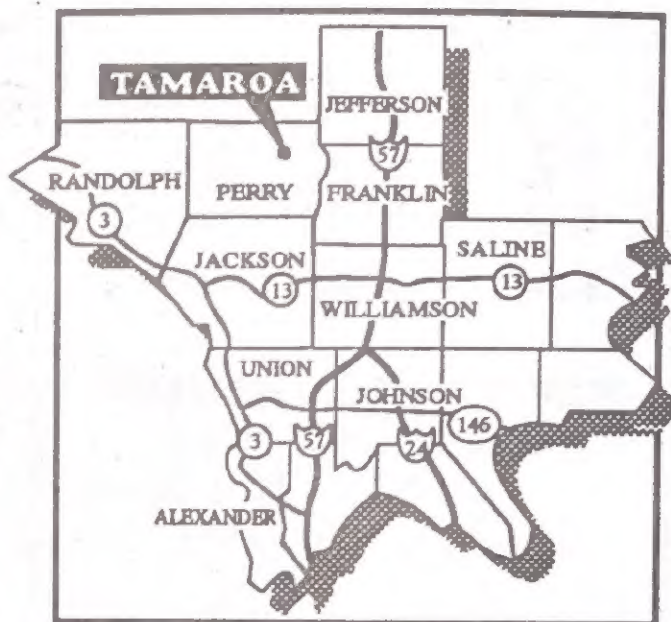 TAMAROA
JEFFERSON
57
RANDOLPH
PERRY
FRANKLIN
3
JACKSON
SALINE
13
13
WILLIAMSON
UNION
JOHNSON
3
57
24
146
ALEXANDER